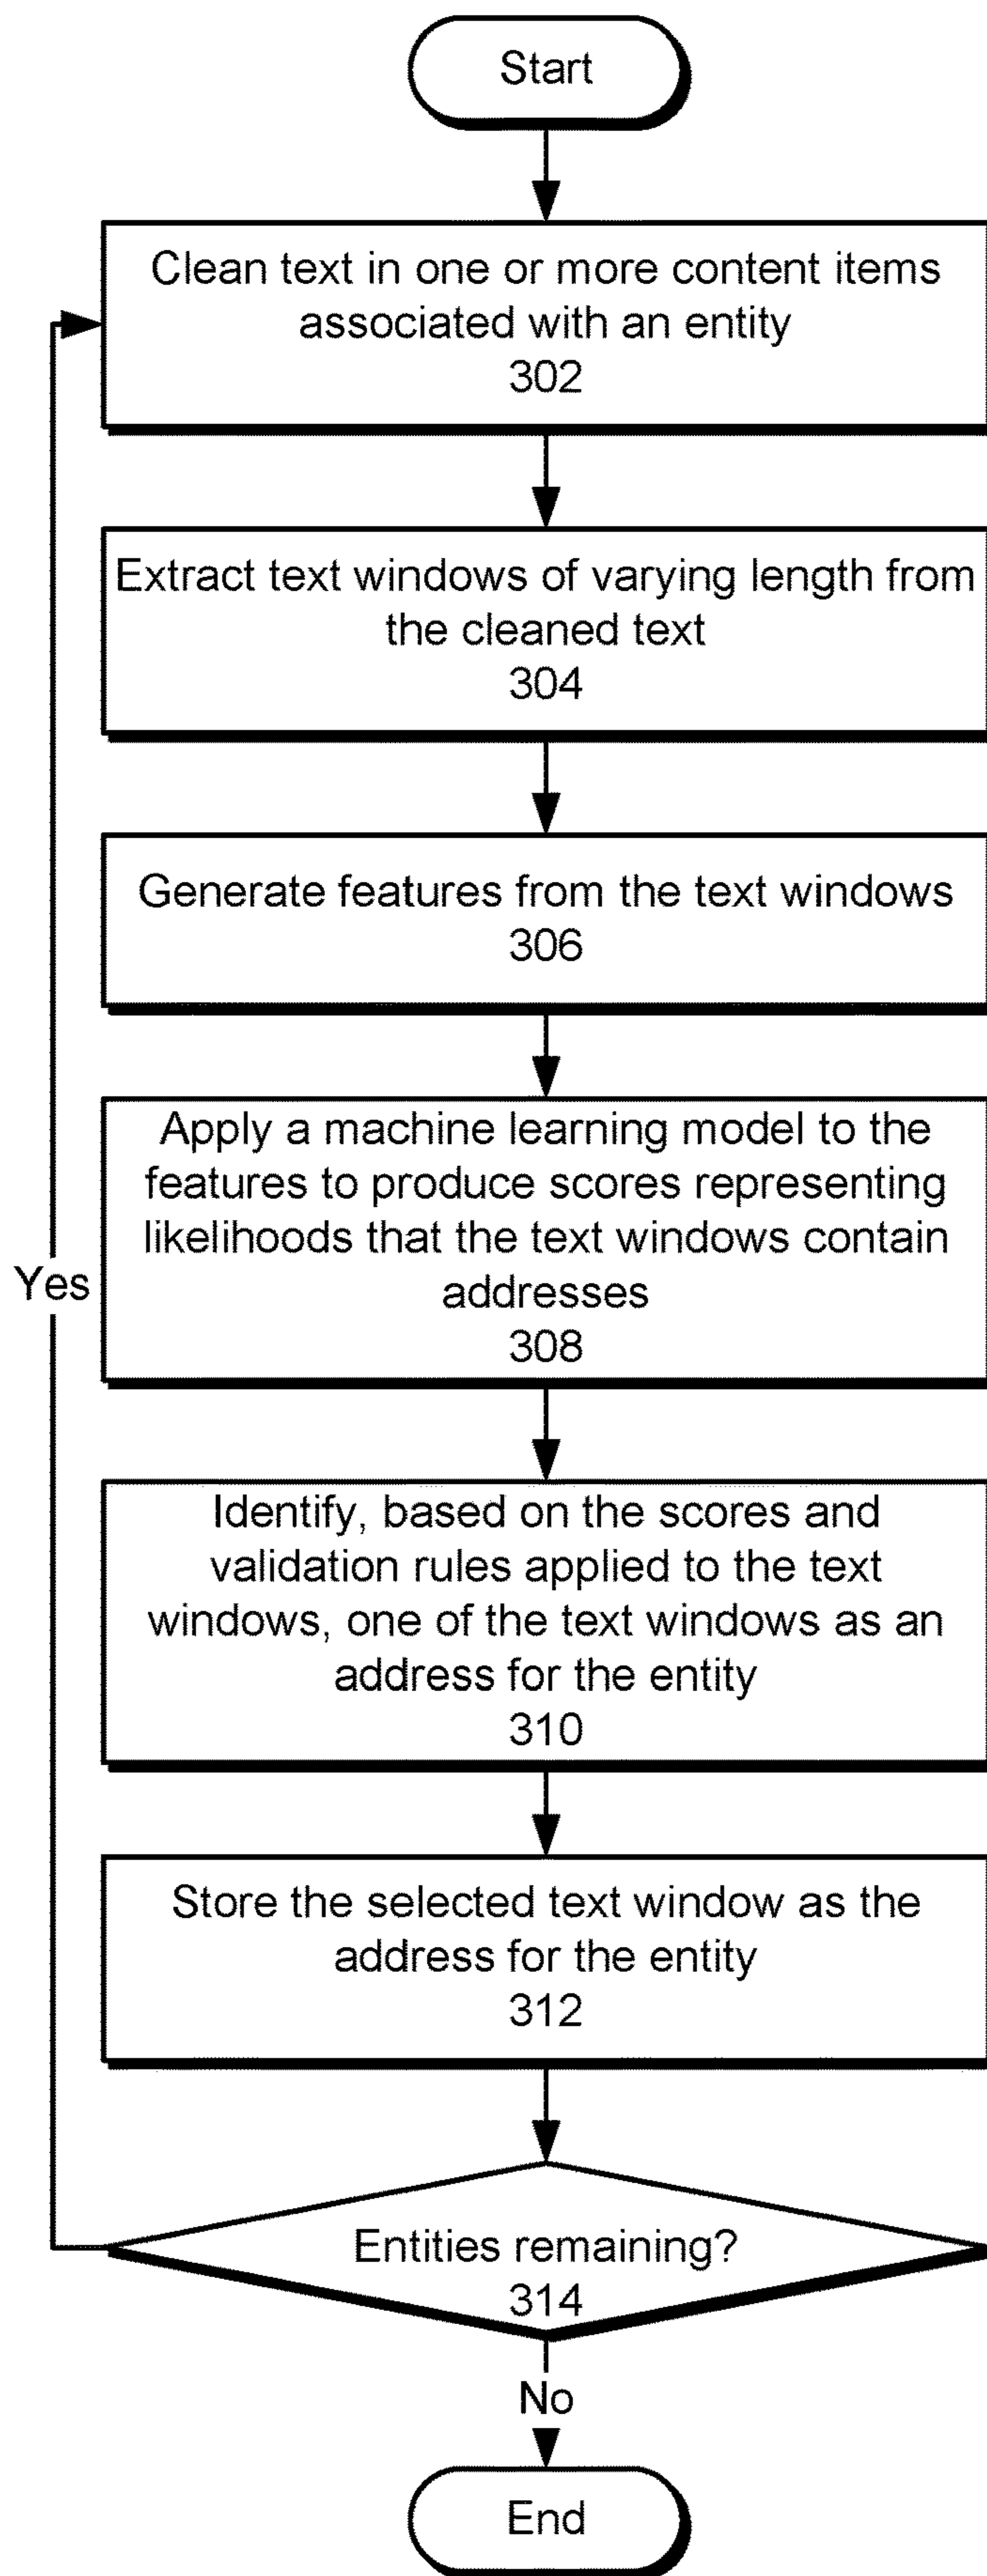 Start
Clean text in one or more content items
associated with an entity
302
Extract text windows of varying length from
the cleaned text
304
Generate features from the text windows
306
Apply a machine learning model to the
features to produce scores representing
likelihoods that the text windows contain
addresses
308
Yes
Identify, based on the scores and
validation rules applied to the text
windows, one of the text windows as an
address for the entity
310
Store the selected text window as the
address for the entity
312
Entities remaining?
314
No
End